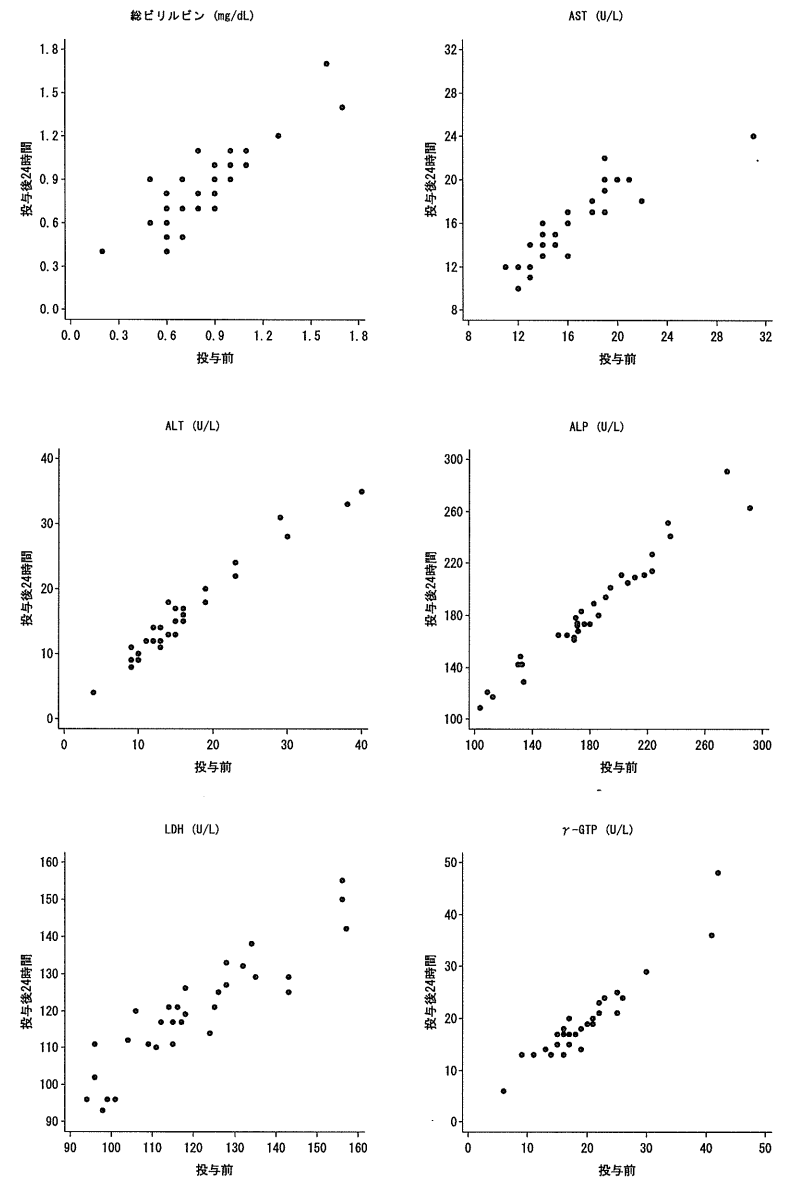 総ビリルビン (mg/dL)
1.8
1.5
1.2
0.9
0.6
0.3
0.0
投与後24時間
0.0 0.3 0.6 0.9 1.2 1.5 1.8
投与前
AST (U/L)
32
28
24
20
16
12
8
投与後24時間
8 12 16 20 24 28 32
投与前
ALT (U/L)
40
30
20
10
0
投与後24時間
0 10 20 30 40
投与前
ALP (U/L)
300
260
220
180
140
100
投与後24時間
100 140 180 220 260 300
投与前
LDH (U/L)
160
150
140
130
120
110
100
90
投与後24時間
90 100 110 120 130 140 150 160
投与前
γ-GTP (U/L)
50
40
30
20
10
0
投与後24時間
0 10 20 30 40 50
投与前